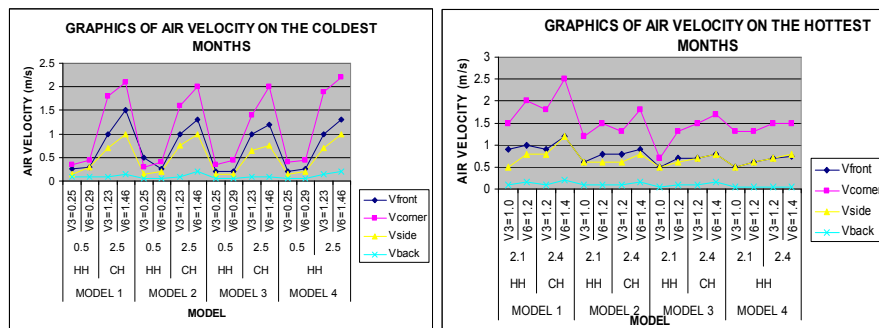 GRAPHICS OF AIR VELOCITY ON THE COLDEST
MONTHS
AIR VELOCITY (m/s)
2.5
2
1.5
1
0.5
0
V3=0.25
V6=0.29
V3=1.23
V6=1.46
V3=0.25
V6=0.29
V3=1.23
V6=1.46
V3=0.25
V6=0.29
V3=1.23
V6=1.46
V3=0.25
V6=0.29
V3=1.23
V6=1.46
0.5 2.5 0.5 2.5 0.5 2.5 0.5 2.5
HH CH HH CH HH CH HH
MODEL 1 MODEL 2 MODEL 3 MODEL 4
MODEL
Vfront
Vcorner
Vside
Vback
GRAPHICS OF AIR VELOCITY ON THE HOTTEST
MONTHS
AIR VELOCITY (m/s)
3
2.5
2
1.5
1
0.5
0
V3=1.0
V6=1.2
V3=1.2
V6=1.4
V3=1.0
V6=1.2
V3=1.2
V6=1.4
V3=1.0
V6=1.2
V3=1.2
V6=1.4
V3=1.0
V6=1.2
V3=1.2
V6=1.4
2.1 2.4 2.1 2.4 2.1 2.4 2.1 2.4
HH CH HH CH HH CH HH
MODEL 1 MODEL 2 MODEL 3 MODEL 4
MODEL
Vfront
Vcorner
Vside
Vback